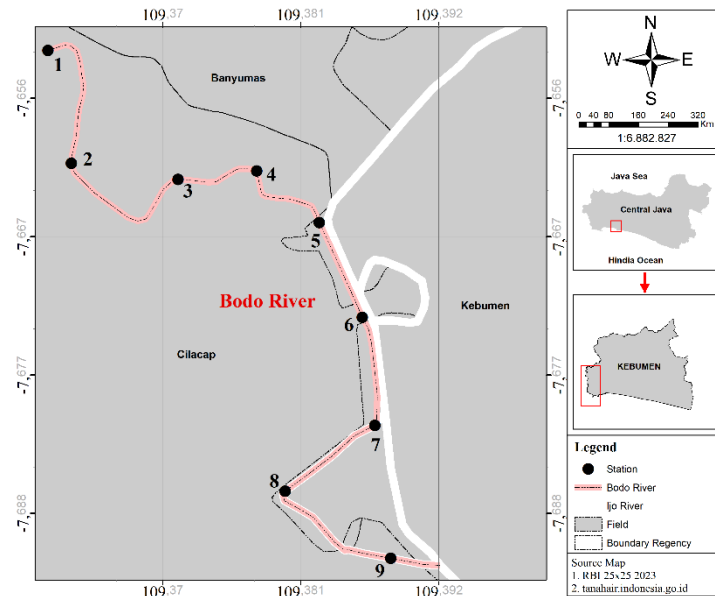 109,37 109,381 109,392
-7,656
-7,667
-7,677
-7,688
-7,656
-7,667
-7,677
-7,688
109,37 109,381 109,392
Banyumas
Bodo River
Kebumen
Cilacap
1
2
3
4
5
6
7
8
9
N
W E
S
0 40 80 160 240 320
Km
1:6.882.827
Java Sea
Central Java
Hindia Ocean
KEBUMEN
Legend
Station
Bodo River
Ijo River
Field
Boundary Regency
Source Map
1. RBI 25x25 2023
2. tanahair.indonesia.go.id